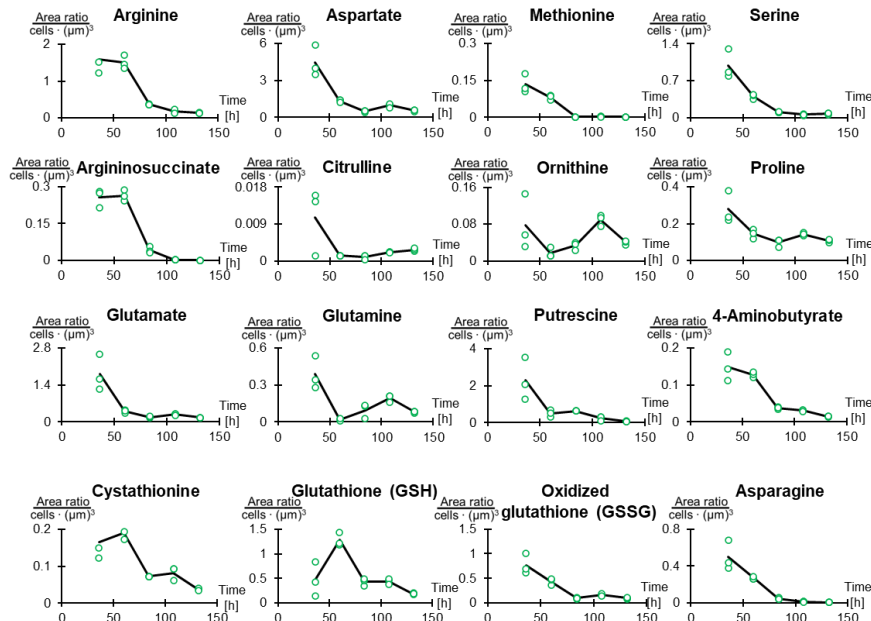 Arginine
Area ratio
cells · (µm)³
2
1
0
0 50 100 150
Time
[h]
Aspartate
Area ratio
cells · (µm)³
6
3
0
0 50 100 150
Time
[h]
Methionine
Area ratio
cells · (µm)³
0.3
0.15
0
0 50 100 150
Time
[h]
Serine
Area ratio
cells · (µm)³
1.4
0.7
0
0 50 100 150
Time
[h]
Area ratio
Argininosuccinate
cells · (µm)³
0.3
0.15
0
0 50 100 150
Time
[h]
Area ratio
Citrulline
cells · (µm)³
0.018
0.009
0
0 50 100 150
Time
[h]
Area ratio
Ornithine
cells · (µm)³
0.16
0.08
0
0 50 100 150
Time
[h]
Area ratio
Proline
cells · (µm)³
0.4
0.2
0
0 50 100 150
Time
[h]
Glutamate
Area ratio
cells · (µm)³
2.8
1.4
0
0 50 100 150
Time
[h]
Glutamine
Area ratio
cells · (µm)³
0.6
0.3
0
0 50 100 150
Time
[h]
Putrescine
Area ratio
cells · (µm)³
4
2
0
0 50 100 150
Time
[h]
4-Aminobutyrate
Area ratio
cells · (µm)³
0.2
0.1
0
0 50 100 150
Time
[h]
Cystathionine
Area ratio
cells · (µm)³
0.2
0.1
0
0 50 100 150
Time
[h]
Glutathione (GSH)
Area ratio
cells · (µm)³
1.5
1
0.5
0
0 50 100 150
Time
[h]
Oxidized
glutathione (GSSG)
Area ratio
cells · (µm)³
1.5
1
0.5
0
0 50 100 150
Time
[h]
Asparagine
Area ratio
cells · (µm)³
0.8
0.4
0
0 50 100 150
Time
[h]